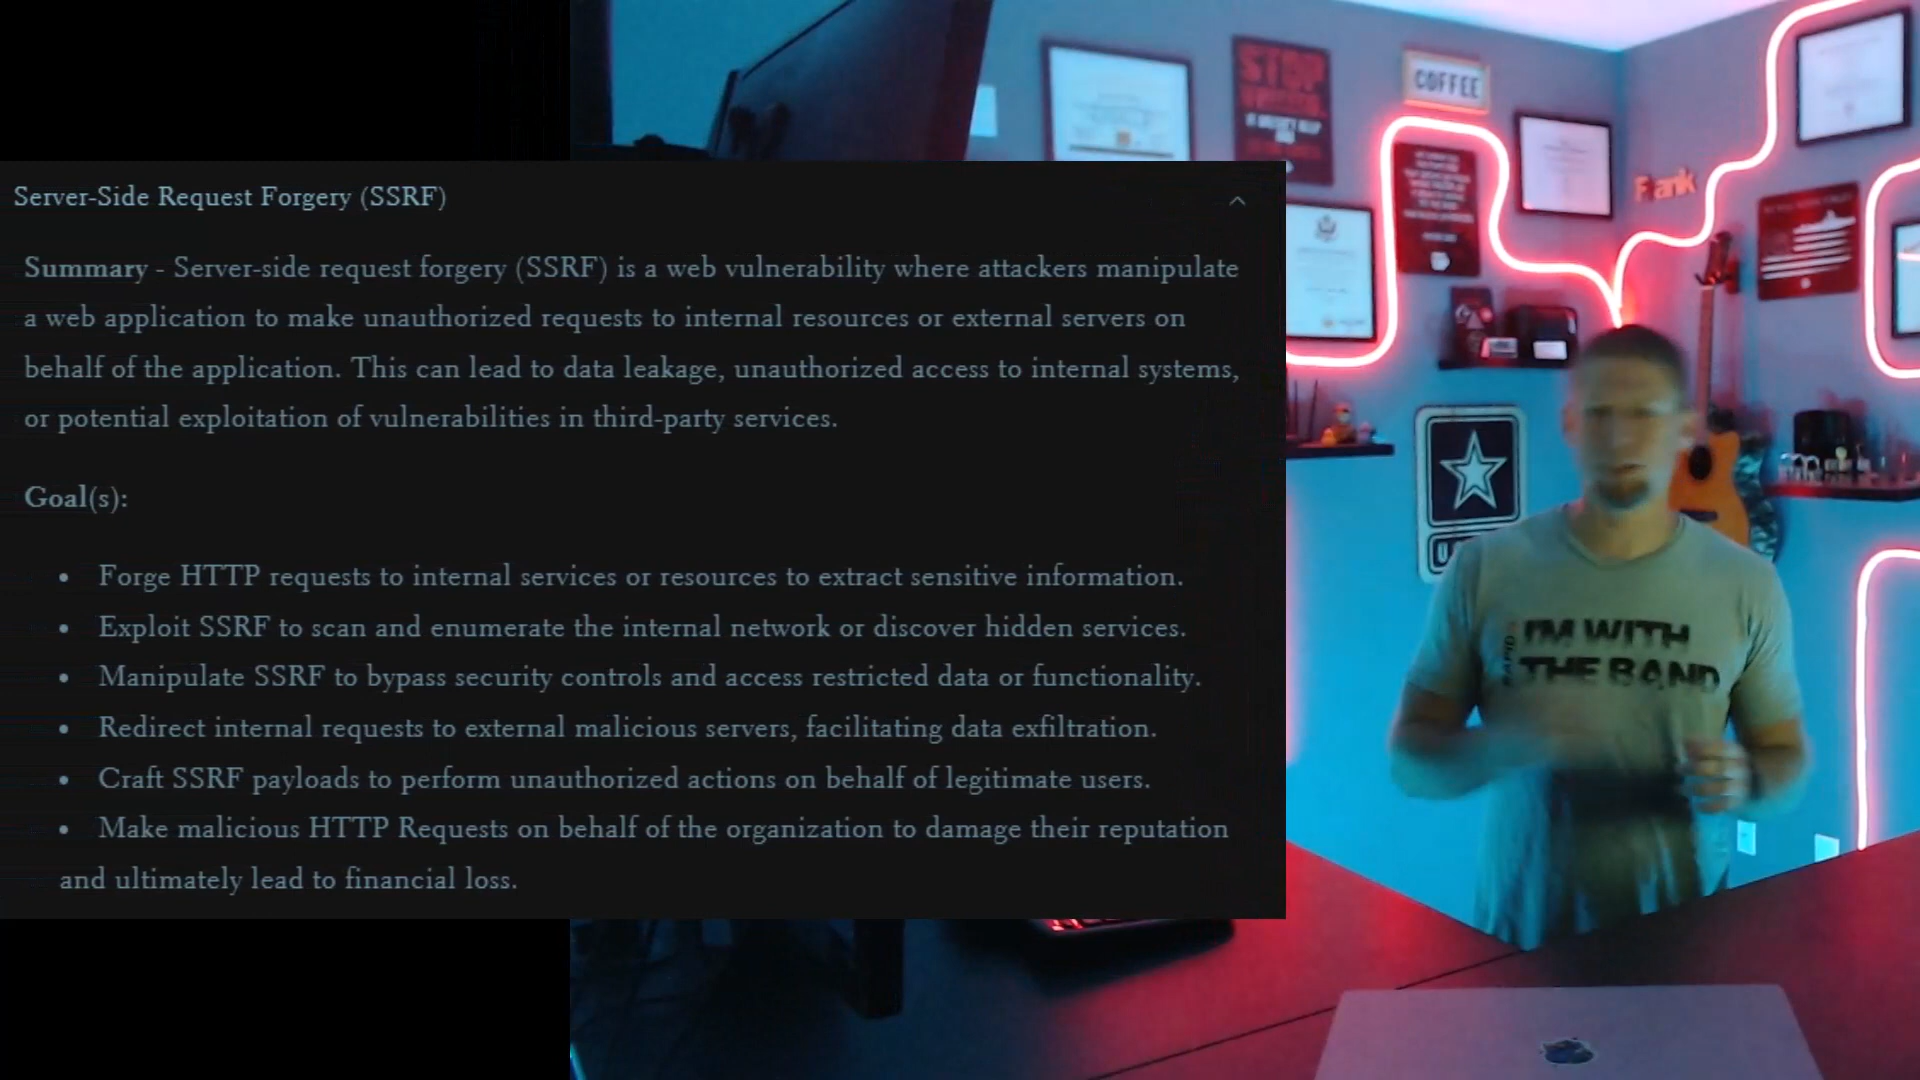 Server-Side Request Forgery (SSRF)
Summary - Server-side request forgery (SSRF) is a web vulnerability where attackers manipulate
a web application to make unauthorized requests to internal resources or external servers on
behalf of the application. This can lead to data leakage, unauthorized access to internal systems,
or potential exploitation of vulnerabilities in third-party services.
Goal(s):
• Forge HTTP requests to internal services or resources to extract sensitive information.
• Exploit SSRF to scan and enumerate the internal network or discover hidden services.
• Manipulate SSRF to bypass security controls and access restricted data or functionality.
• Redirect internal requests to external malicious servers, facilitating data exfiltration.
• Craft SSRF payloads to perform unauthorized actions on behalf of legitimate users.
• Make malicious HTTP Requests on behalf of the organization to damage their reputation
and ultimately lead to financial loss.
STOP
COFFEE
Frank
I'M WITH
THE BAND